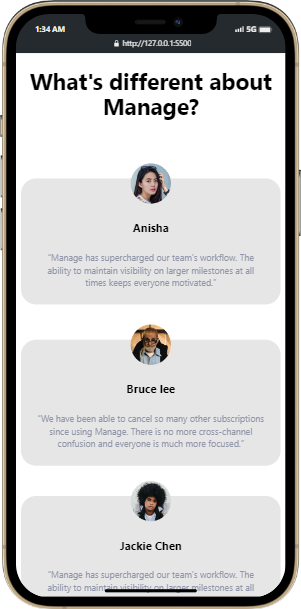 1:34 AM
5G
http://127.0.0.1:5500
What's different about
Manage?
Anisha
"Manage has supercharged our team's workflow. The
ability to maintain visibility on larger milestones at all
times keeps everyone motivated."
Bruce lee
"We have been able to cancel so many other subscriptions
since using Manage. There is no more cross-channel
confusion and everyone is much more focused."
Jackie Chen
"Manage has supercharged our team's workflow. The
ability to maintain visibility on larger milestones at all